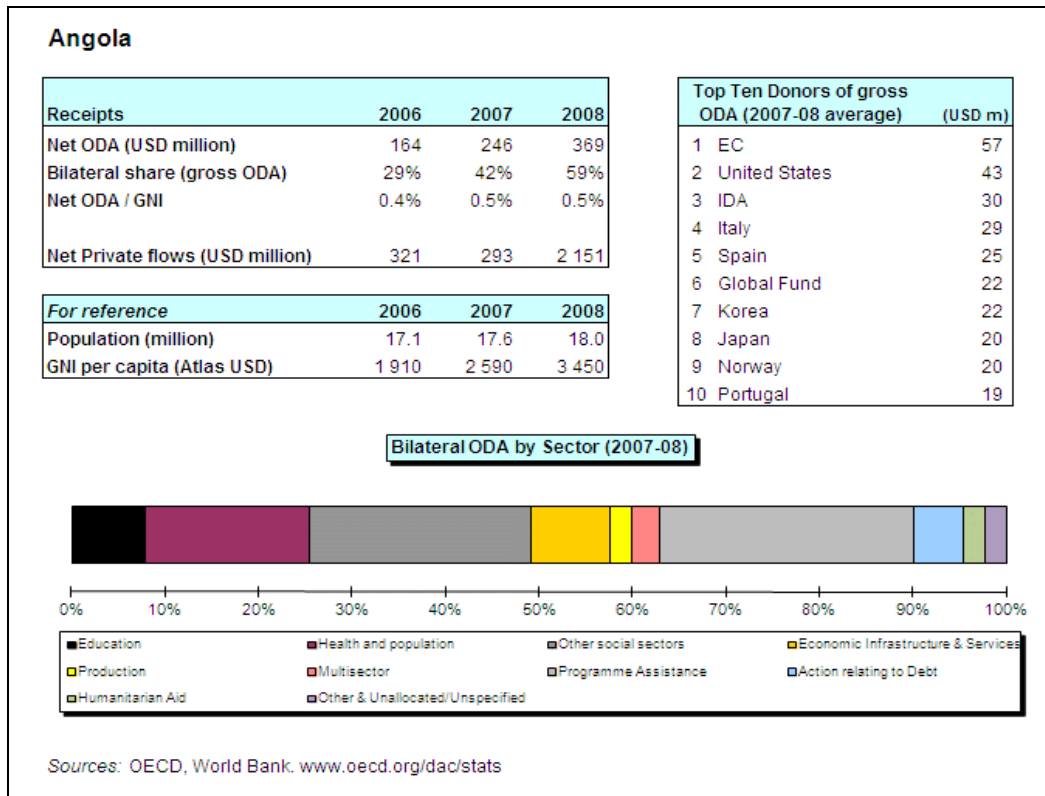 Angola
Receipts 2006 2007 2008
Net ODA (USD million) 164 246 369
Bilateral share (gross ODA) 29% 42% 59%
Net ODA / GNI 0.4% 0.5% 0.5%
Net Private flows (USD million) 321 293 2 151
For reference 2006 2007 2008
Population (million) 17.1 17.6 18.0
GNI per capita (Atlas USD) 1 910 2 590 3 450
Top Ten Donors of gross
ODA (2007-08 average) (USD m)
1 EC 57
2 United States 43
3 IDA 30
4 Italy 29
5 Spain 25
6 Global Fund 22
7 Korea 22
8 Japan 20
9 Norway 20
10 Portugal 19
Bilateral ODA by Sector (2007-08)
0% 10% 20% 30% 40% 50% 60% 70% 80% 90% 100%
Education Health and population Other social sectors Economic Infrastructure & Services
Production Multisector Programme Assistance Action relating to Debt
Humanitarian Aid Other & Unallocated/Unspecified
Sources: OECD, World Bank. www.oecd.org/dac/stats